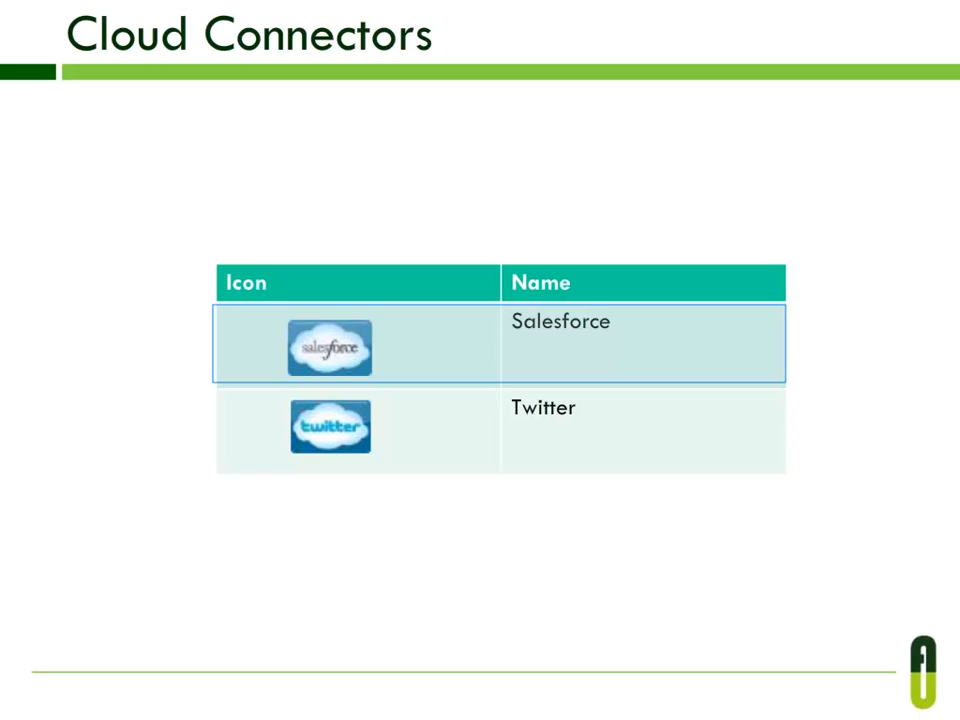 Cloud Connectors
Icon
Name
salesforce
Salesforce
twitter
Twitter